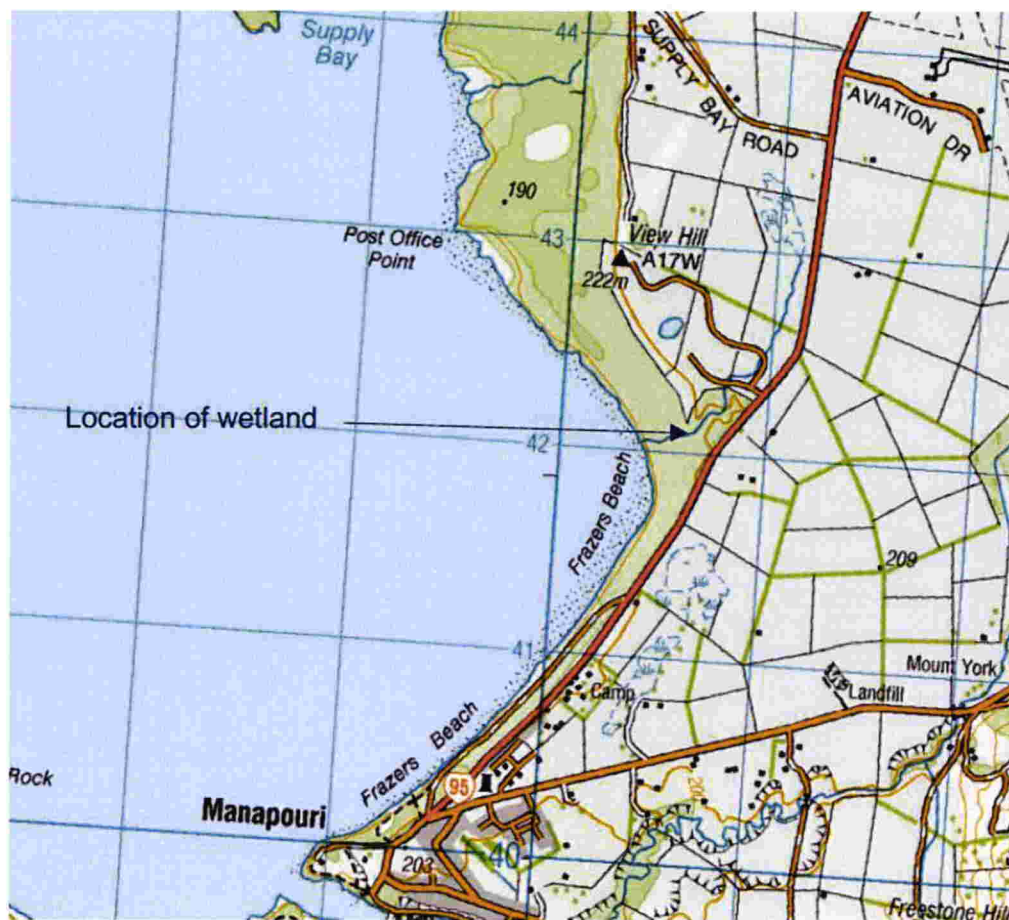 Supply
Bay
44
SUPPLY BAY ROAD
AVIATION DR
190
Post Office
Point
43
View Hill
A17W
222m
Location of wetland
42
Frazers Beach
209
41
Mount York
Camp
Landfill
Frazers Beach
Rock
95
Manapouri
203
40
Freestone Hill